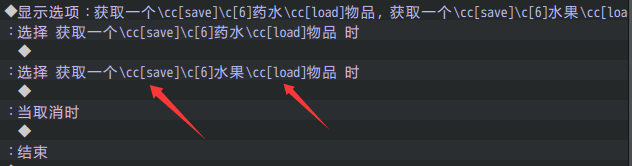 ◆显示选项：获取一个\cc[save]\c[6]药水\cc[load]物品, 获取一个\cc[save]\c[6]水果\cc[loa
：选择 获取一个\cc[save]\c[6]药水\cc[load]物品 时
◆
：选择 获取一个\cc[save]\c[6]水果\cc[load]物品 时
◆
：当取消时
◆
：结束